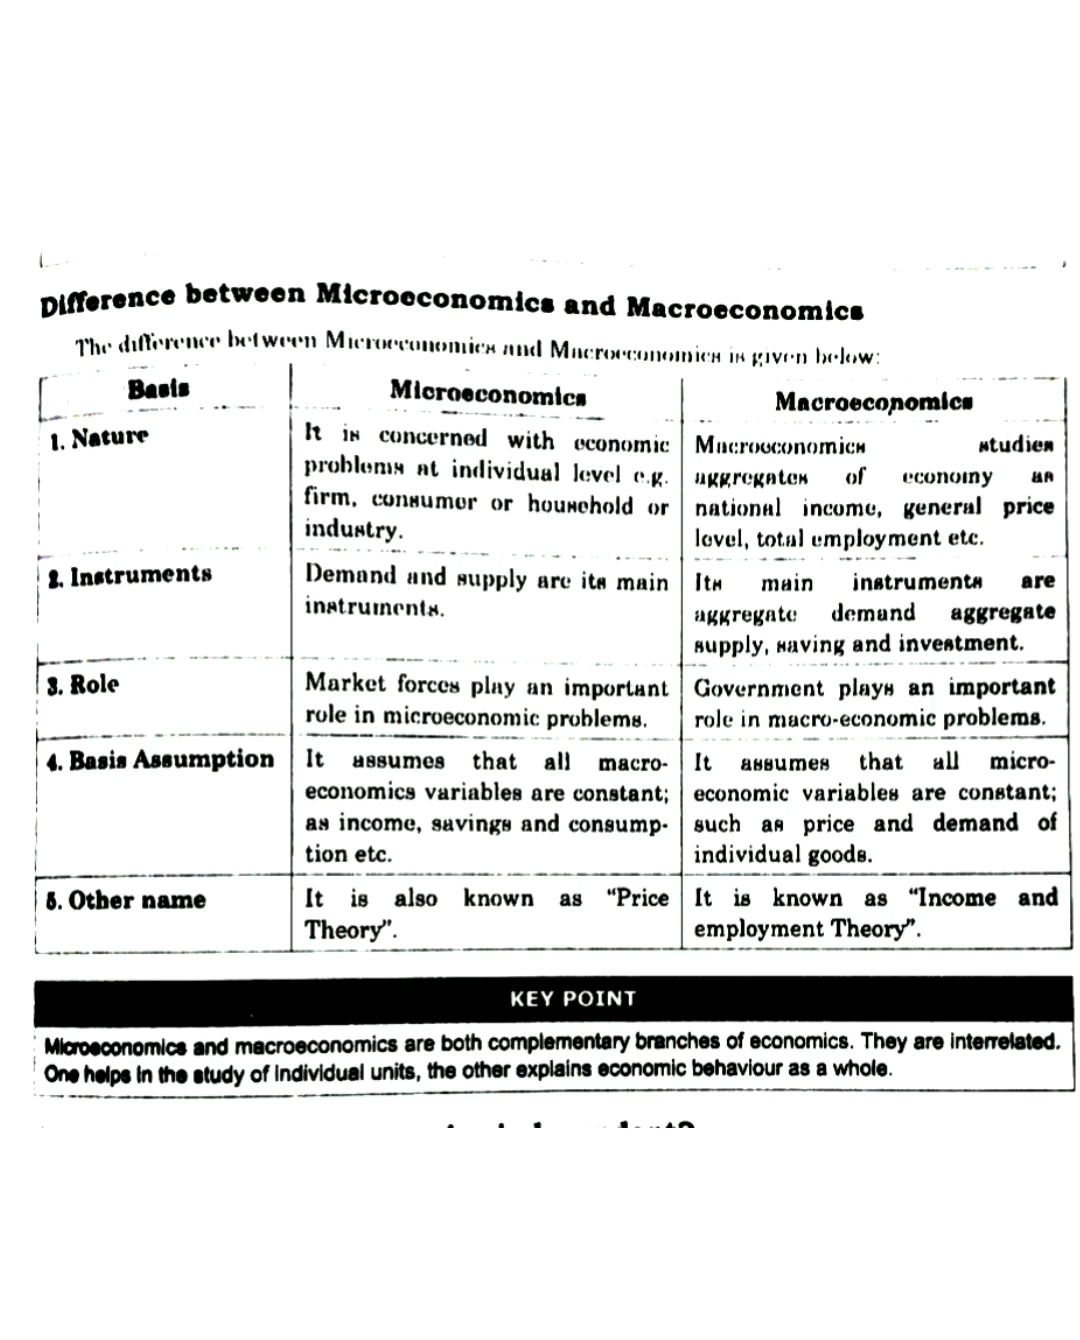 Difference between Microeconomics and Macroeconomics
The difference between Microeconomics and Macroeconomics is given below:
Basis
Microeconomics
Macroeconomics
1. Nature
It is concerned with economic
problems at individual level e.g.
firm, consumer or household or
industry.
Macroeconomics studies
aggregates of economy as
national income, general price
level, total employment etc.
2. Instruments
Demand and supply are its main
instruments.
Its main instruments are
aggregate demand aggregate
supply, saving and investment.
3. Role
Market forces play an important
role in microeconomic problems.
Government plays an important
role in macro-economic problems.
4. Basis Assumption
It assumes that all macro-
economics variables are constant;
as income, savings and consump-
tion etc.
It assumes that all micro-
economic variables are constant;
such as price and demand of
individual goods.
5. Other name
It is also known as “Price
Theory”.
It is known as “Income and
employment Theory”.
KEY POINT
Microeconomics and macroeconomics are both complementary branches of economics. They are interrelated.
One helps in the study of individual units, the other explains economic behaviour as a whole.